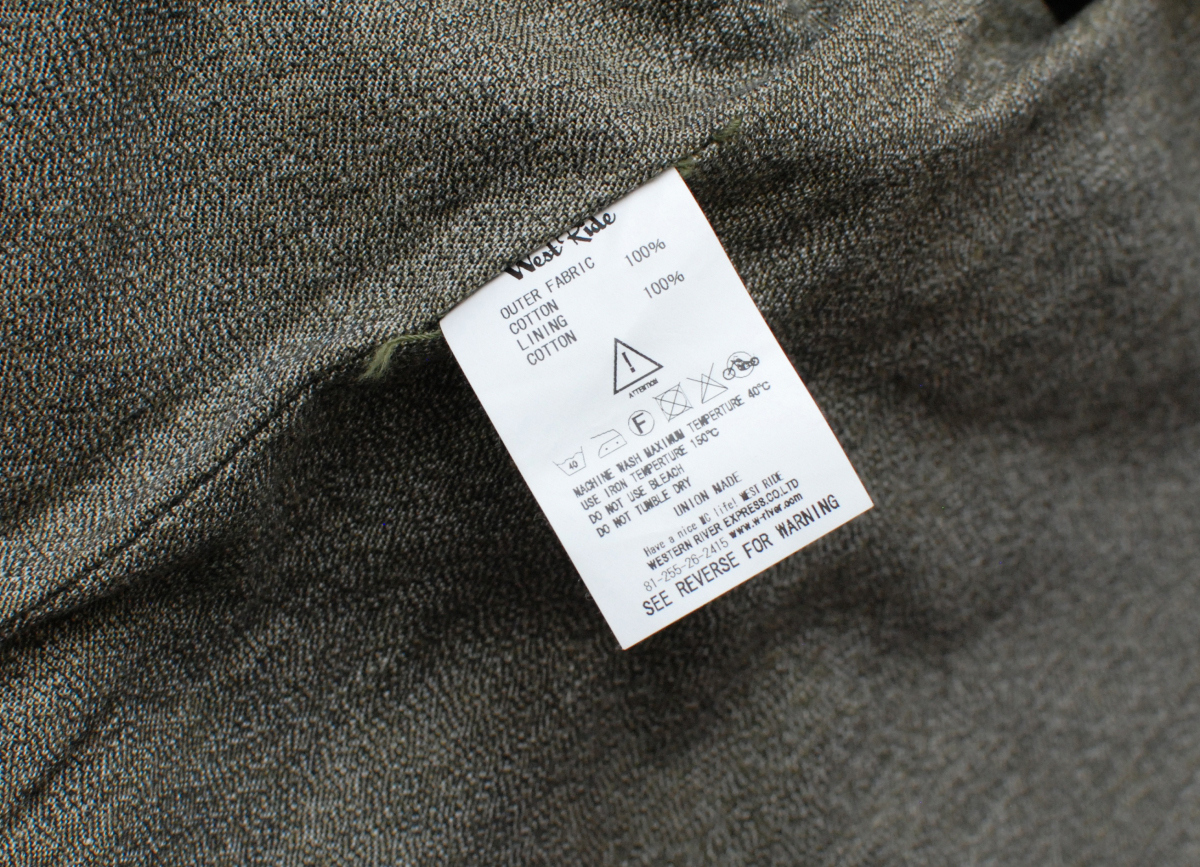 West Ride
OUTER FABRIC
COTTON 100%
LINING
COTTON 100%
!
ATTENTION
40
F
MACHINE WASH MAXIMUM TEMPERTURE 40℃
USE IRON TEMPERTURE 150℃
DO NOT USE BLEACH
DO NOT TUMBLE DRY
UNION MADE
Have a nice MC life! WEST RIDE
WESTERN RIVER EXPRESS.CO.LTD
81-255-26-2415 www.w-river.com
SEE REVERSE FOR WARNING